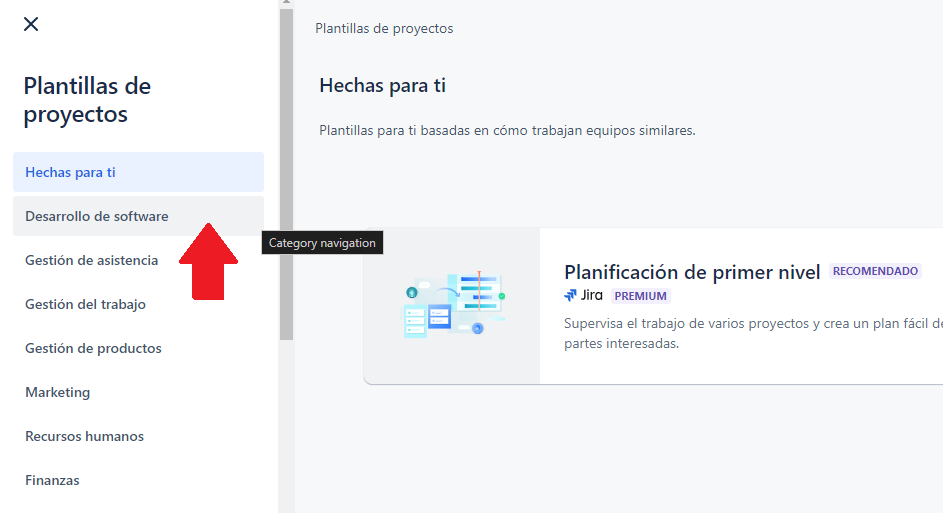 Plantillas de
proyectos
Hechas para ti
Desarrollo de software
Gestión de asistencia
Gestión del trabajo
Gestión de productos
Marketing
Recursos humanos
Finanzas
Category navigation
Plantillas de proyectos
Hechas para ti
Plantillas para ti basadas en cómo trabajan equipos similares.
Planificación de primer nivel RECOMENDADO
Jira PREMIUM
Supervisa el trabajo de varios proyectos y crea un plan fácil de
partes interesadas.